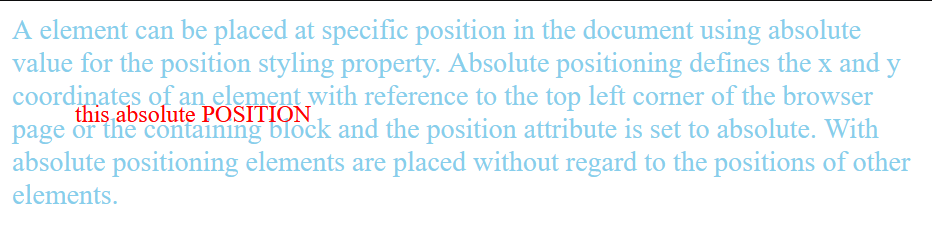 A element can be placed at specific position in the document using absolute
value for the position styling property. Absolute positioning defines the x and y
coordinates of an element with reference to the top left corner of the browser
this absolute POSITION
page or the containing block and the position attribute is set to absolute. With
absolute positioning elements are placed without regard to the positions of other
elements.